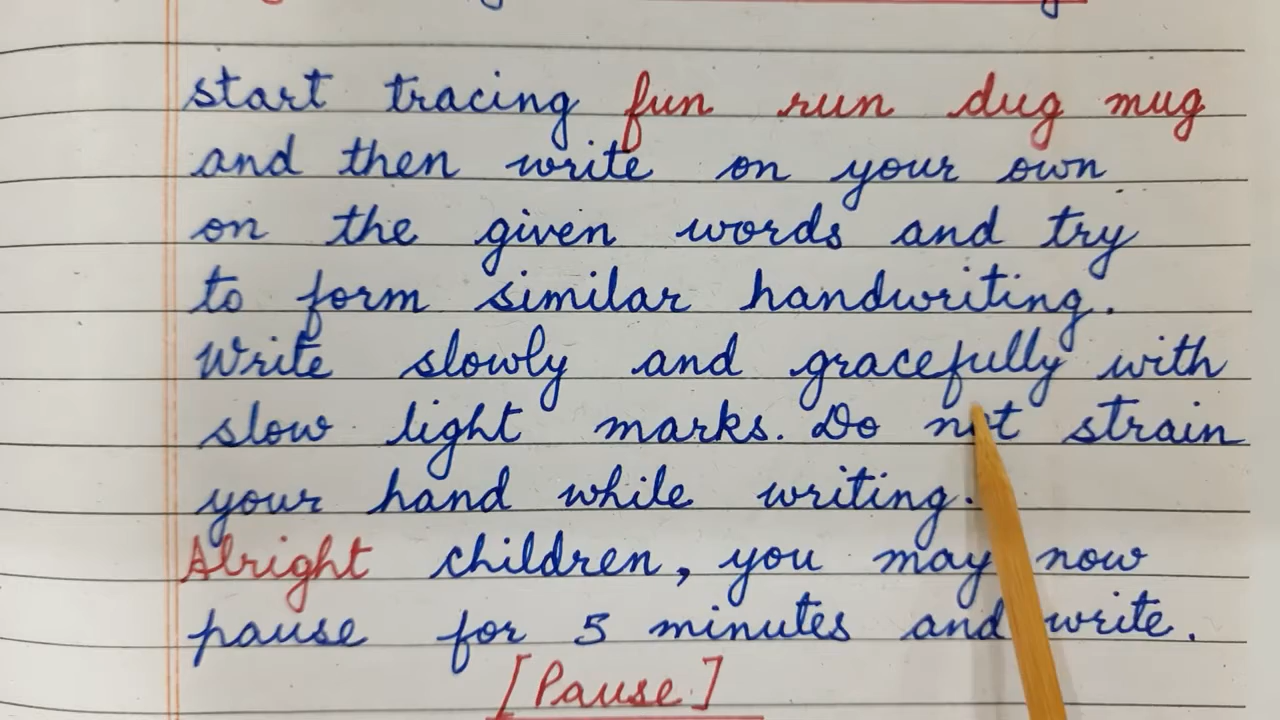 start tracing fun run dug mug
and then write on your own
on the given words and try
to form similar handwriting.
Write slowly and gracefully with
slow light marks. Do not strain
your hand while writing.
Alright children, you may now
pause for 5 minutes and write.
[Pause]